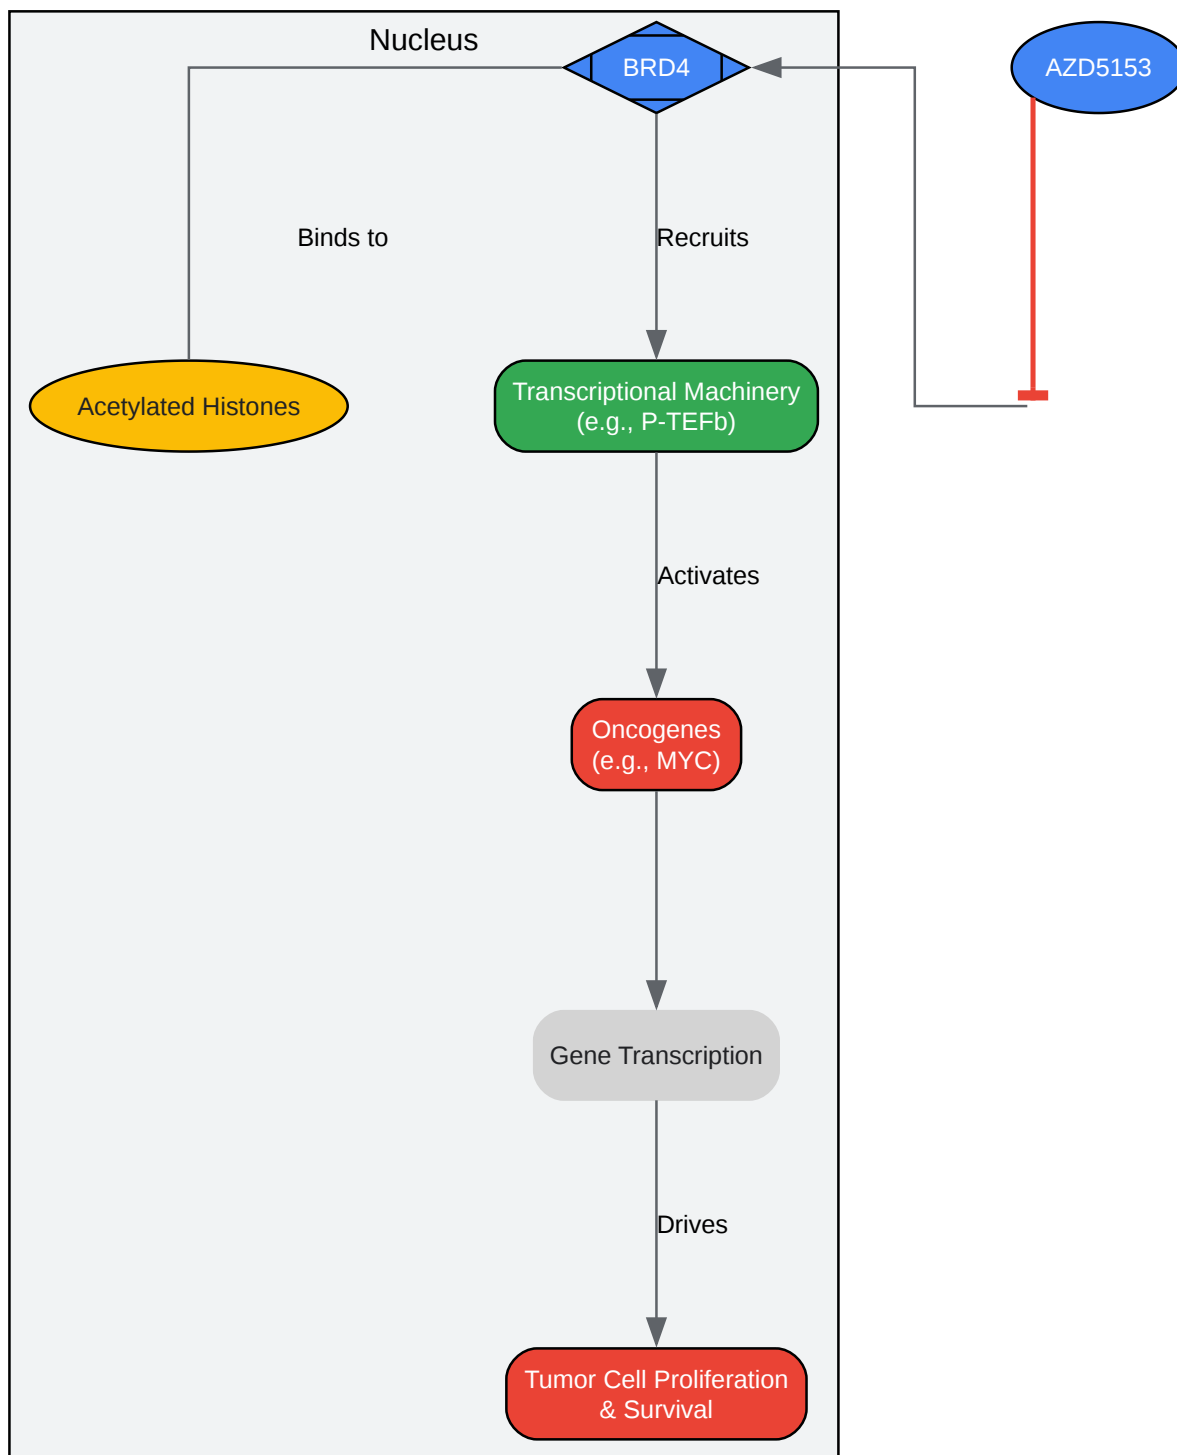 Nucleus
BRD4
AZD5153
Binds to
Recruits
Acetylated Histones
Transcriptional Machinery
(e.g., P-TEFb)
Activates
Oncogenes
(e.g., MYC)
Gene Transcription
Drives
Tumor Cell Proliferation
& Survival